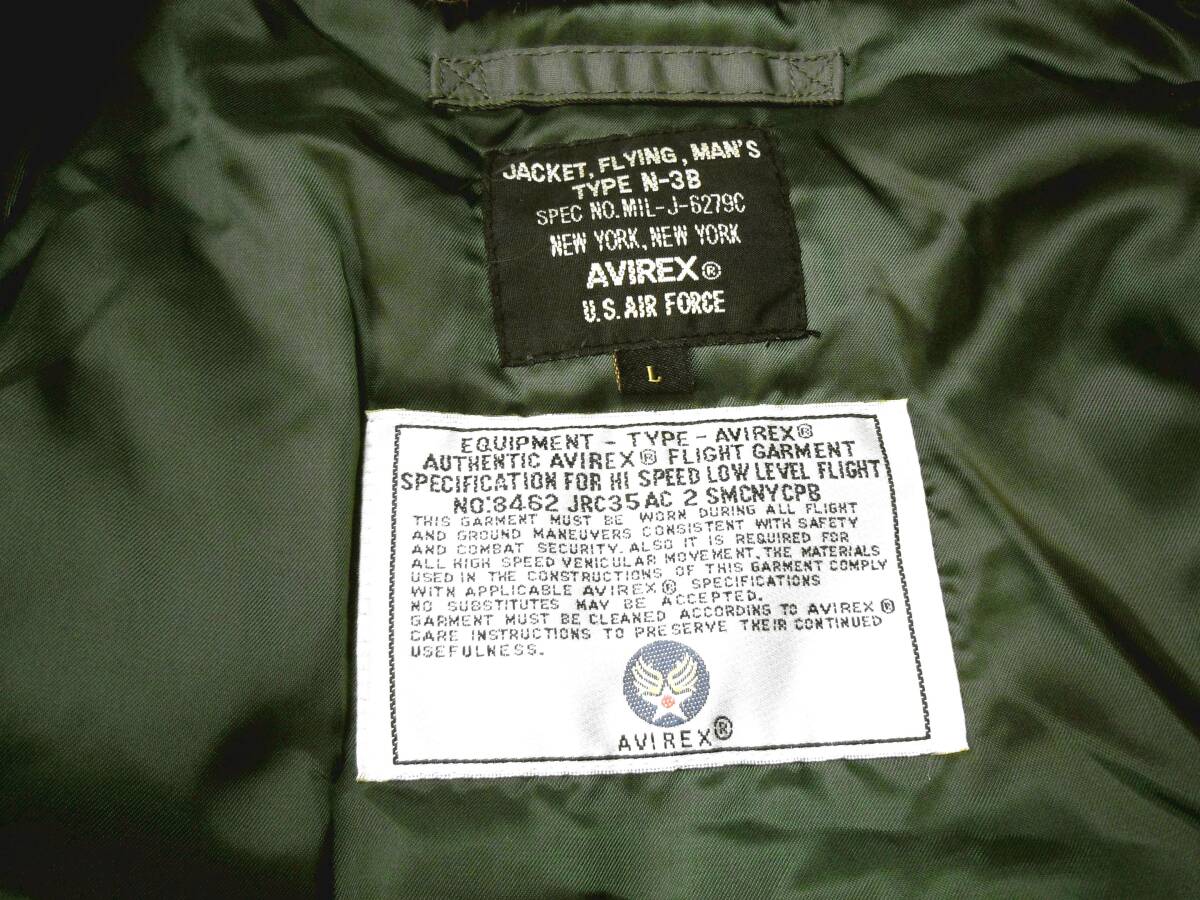 JACKET, FLYING, MAN'S
TYPE N-3B
SPEC NO.MIL-J-6279C
NEW YORK, NEW YORK
AVIREX®
U.S. AIR FORCE
L
EQUIPMENT - TYPE - AVIREX®
AUTHENTIC AVIREX® FLIGHT GARMENT
SPECIFICATION FOR HI SPEED LOW LEVEL FLIGHT
NO:8462 JRC35AC 2 SMCNYCPB
THIS GARMENT MUST BE WORN DURING ALL FLIGHT
AND GROUND MANEUVERS CONSISTENT WITH SAFETY
AND COMBAT SECURITY. ALSO IT IS REQUIRED FOR
ALL HIGH SPEED VENICULAR MOVEMENT, THE MATERIALS
USED IN THE CONSTRUCTIONS OF THIS GARMENT COMPLY
WITH APPLICABLE AVIREX® SPECIFICATIONS
NO SUBSTITUTES MAY BE ACCEPTED.
GARMENT MUST BE CLEANED ACCORDING TO AVIREX®
CARE INSTRUCTIONS TO PRESERVE THEIR CONTINUED
USEFULNESS.
AVIREX®